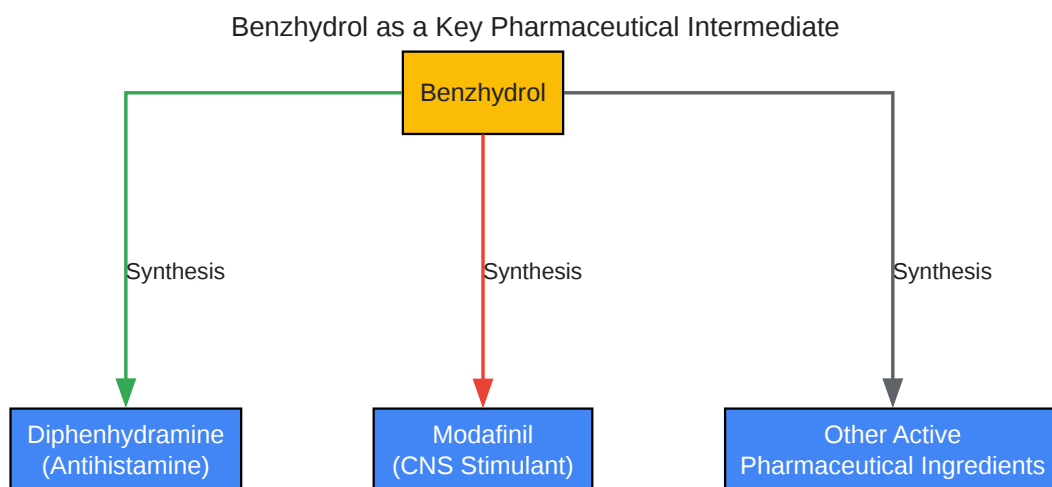 Benzhydrol as a Key Pharmaceutical Intermediate
Benzhydrol
Synthesis
Synthesis
Synthesis
Diphenhydramine
(Antihistamine)
Modafinil
(CNS Stimulant)
Other Active
Pharmaceutical Ingredients